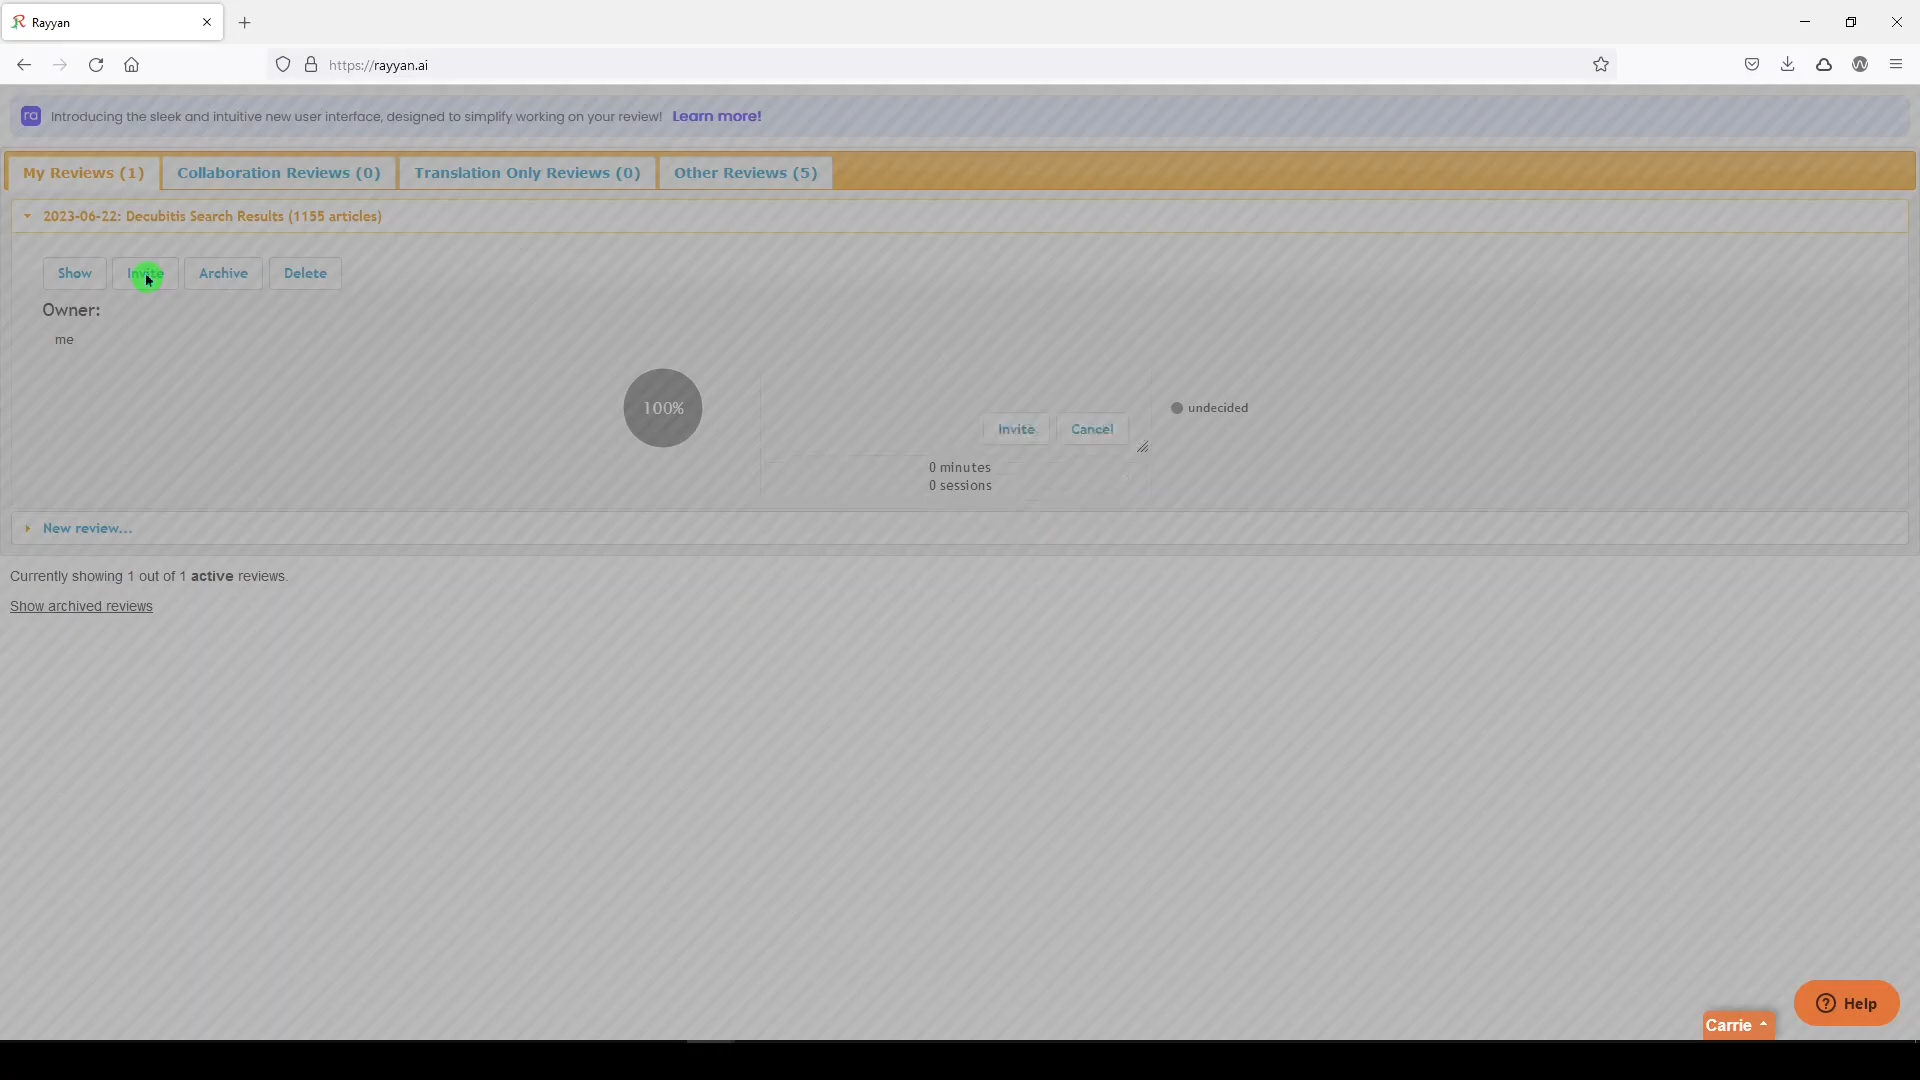 Rayyan
https://rayyan.ai
ra Introducing the sleek and intuitive new user interface, designed to simplify working on your review! Learn more!
My Reviews (1) Collaboration Reviews (0) Translation Only Reviews (0) Other Reviews (5)
2023-06-22: Decubitis Search Results (1155 articles)
Show Invite Archive Delete
Owner:
me
100% undecided
Invite Cancel
0 minutes
0 sessions
New review...
Currently showing 1 out of 1 active reviews.
Show archived reviews
Help
Carrie